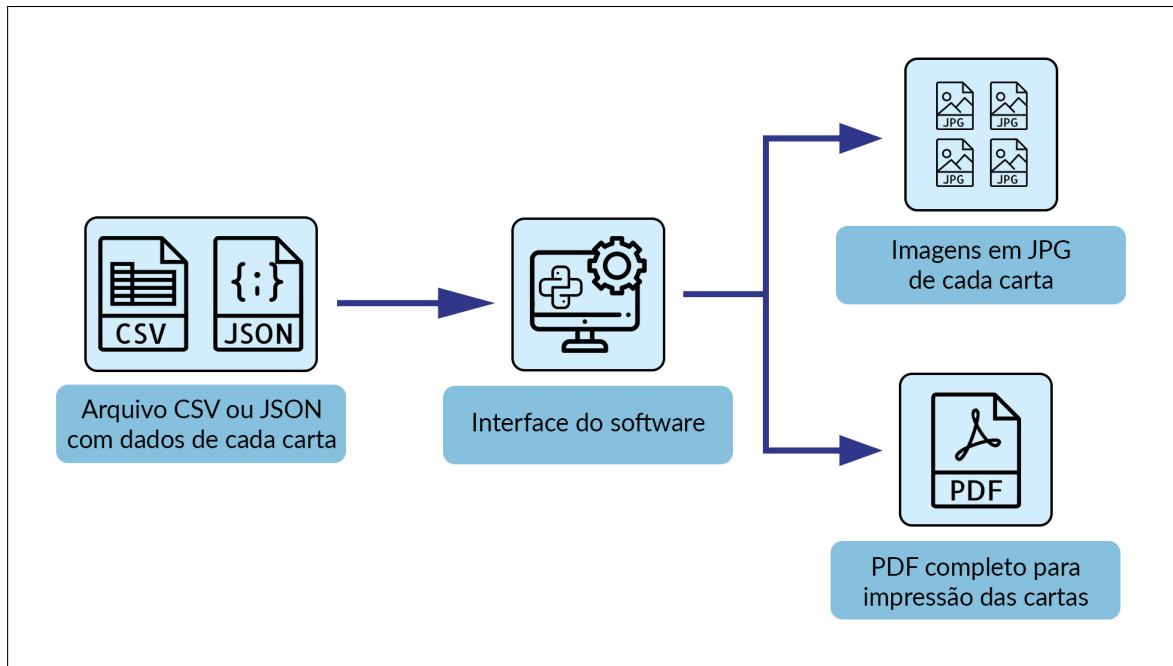 CSV
{;}
JSON
Arquivo CSV ou JSON
com dados de cada carta
Interface do software
JPG
JPG
JPG
JPG
Imagens em JPG
de cada carta
PDF
PDF completo para
impressão das cartas